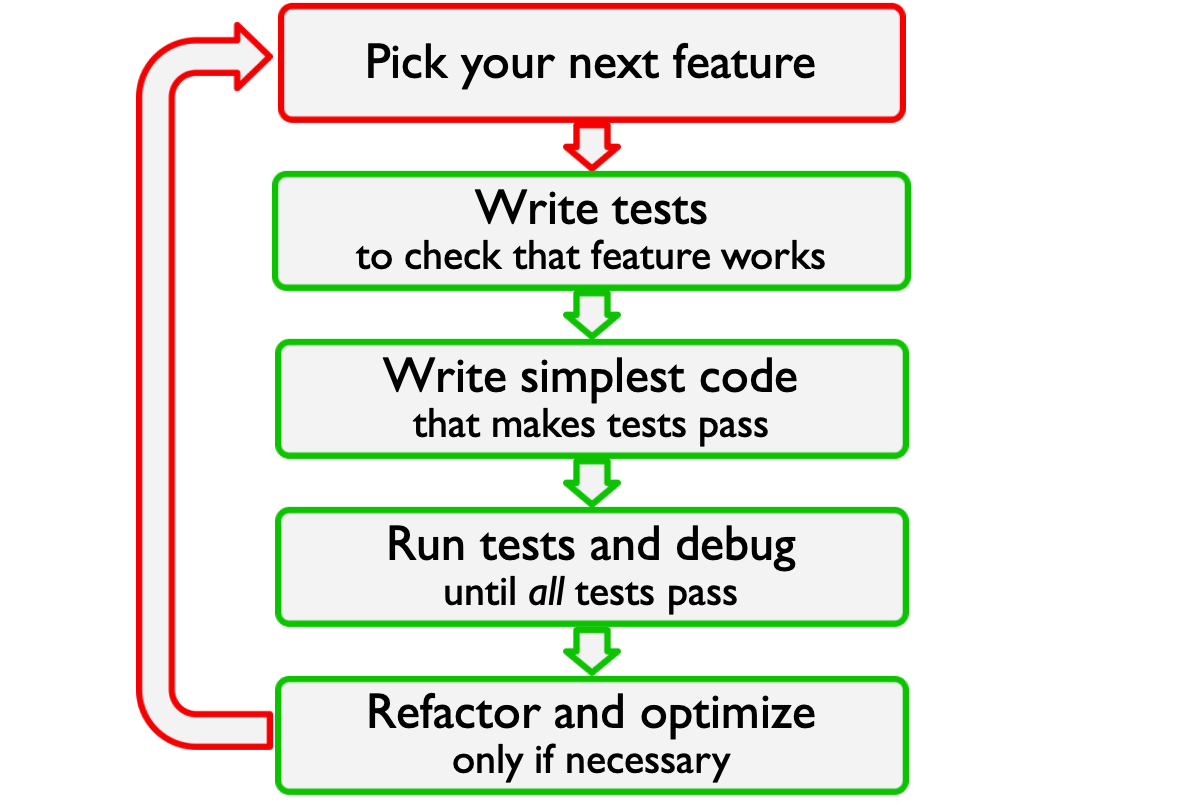 Pick your next feature
Write tests
to check that feature works
Write simplest code
that makes tests pass
Run tests and debug
until all tests pass
Refactor and optimize
only if necessary